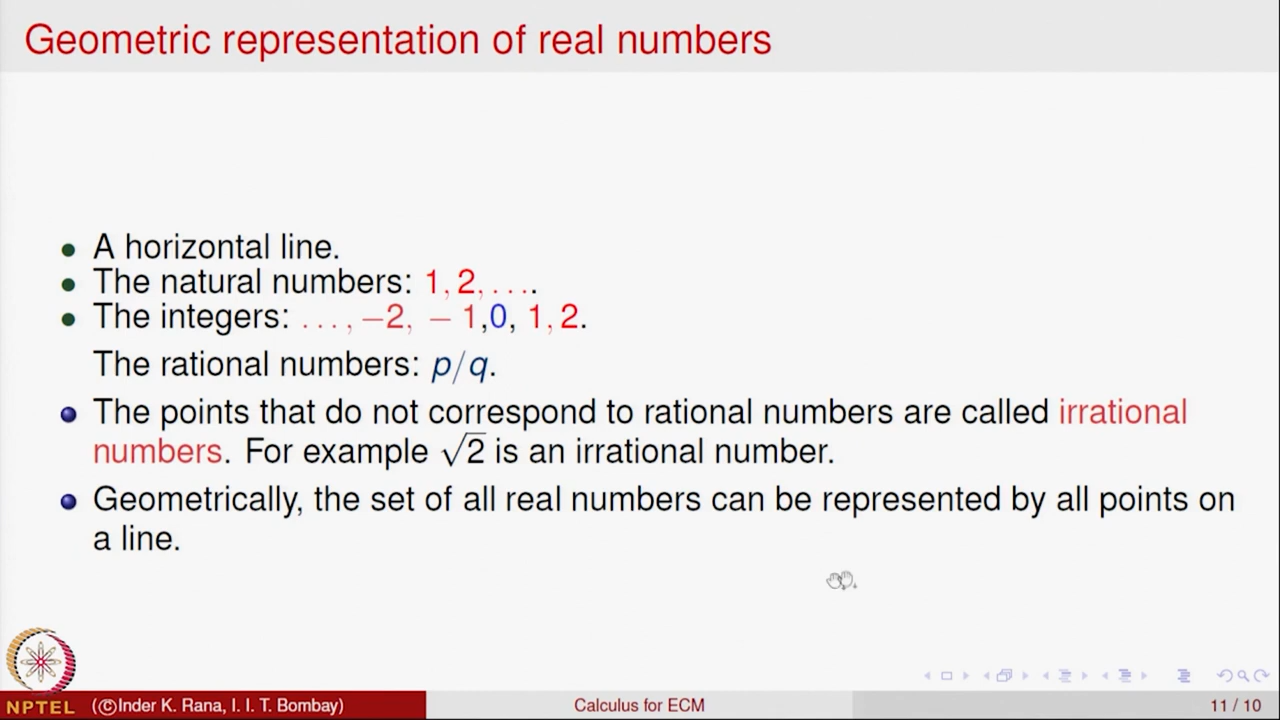 Geometric representation of real numbers
• A horizontal line.
• The natural numbers: 1, 2, . . ..
• The integers: . . . , −2, − 1,0, 1, 2.
The rational numbers: p/q.
• The points that do not correspond to rational numbers are called irrational
numbers. For example √2 is an irrational number.
• Geometrically, the set of all real numbers can be represented by all points on
a line.
NPTEL (©Inder K. Rana, I. I. T. Bombay) Calculus for ECM 11 / 10